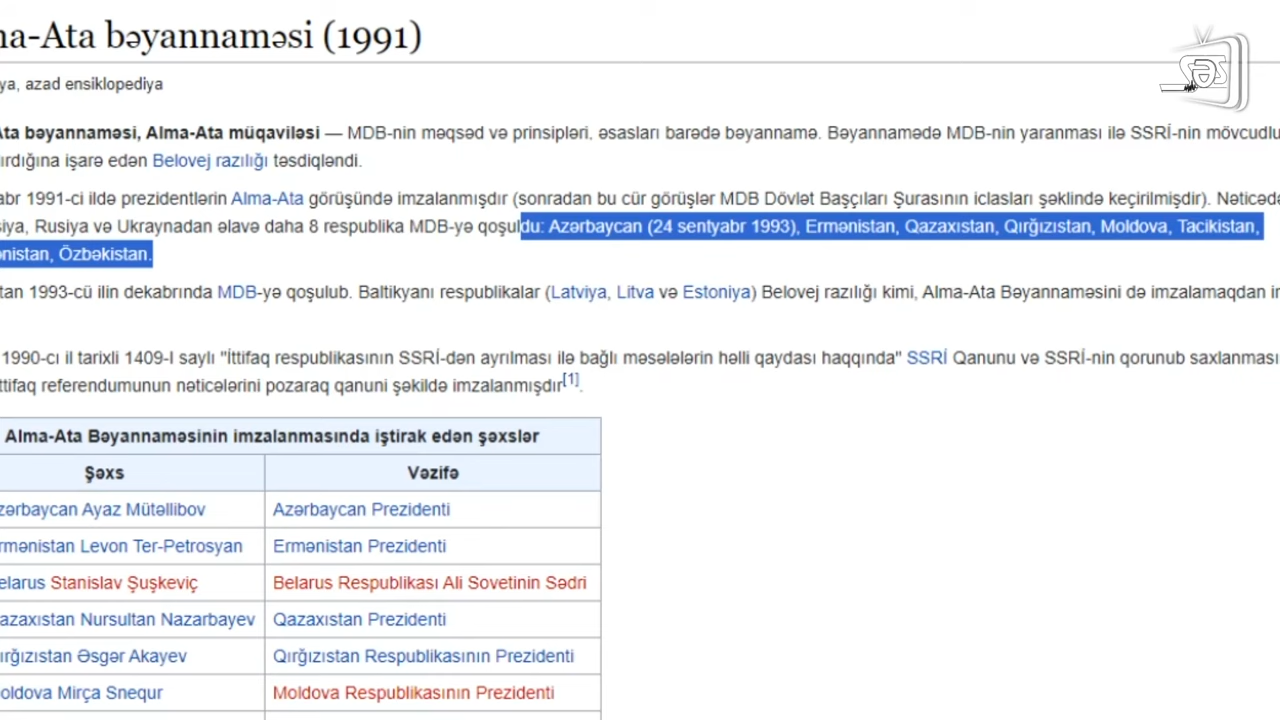 ma-Ata bəyannaməsi (1991)
ya, azad ensiklopediya
SƏS
Ata bəyannaməsi, Alma-Ata müqaviləsi — MDB-nin məqsəd və prinsipləri, əsasları barədə bəyannamə. Bəyannamədə MDB-nin yaranması ilə SSRİ-nin mövcudlu
ırdığına işarə edən Belovej razılığı təsdiqləndi.
abr 1991-ci ildə prezidentlərin Alma-Ata görüşündə imzalanmışdır (sonradan bu cür görüşlər MDB Dövlət Başçıları Şurasının iclasları şəklində keçirilmişdir). Nəticədə
siya, Rusiya və Ukraynadan əlavə daha 8 respublika MDB-yə qoşuldu: Azərbaycan (24 sentyabr 1993), Ermənistan, Qazaxıstan, Qırğızıstan, Moldova, Tacikistan,
ənistan, Özbəkistan.
tan 1993-cü ilin dekabrında MDB-yə qoşulub. Baltikyanı respublikalar (Latviya, Litva və Estoniya) Belovej razılığı kimi, Alma-Ata Bəyannaməsini də imzalamaqdan im
1990-cı il tarixli 1409-I saylı "İttifaq respublikasının SSRİ-dən ayrılması ilə bağlı məsələlərin həlli qaydası haqqında" SSRİ Qanunu və SSRİ-nin qorunub saxlanması
ttifaq referendumunun nəticələrini pozaraq qanuni şəkildə imzalanmışdır[1].
Alma-Ata Bəyannaməsinin imzalanmasında iştirak edən şəxslər
Şəxs Vəzifə
zərbaycan Ayaz Mütəllibov Azərbaycan Prezidenti
rmənistan Levon Ter-Petrosyan Ermənistan Prezidenti
elarus Stanislav Şuşkeviç Belarus Respublikası Ali Sovetinin Sədri
azaxıstan Nursultan Nazarbayev Qazaxıstan Prezidenti
ırğızıstan Əsgər Akayev Qırğızıstan Respublikasının Prezidenti
oldova Mirça Snequr Moldova Respublikasının Prezidenti